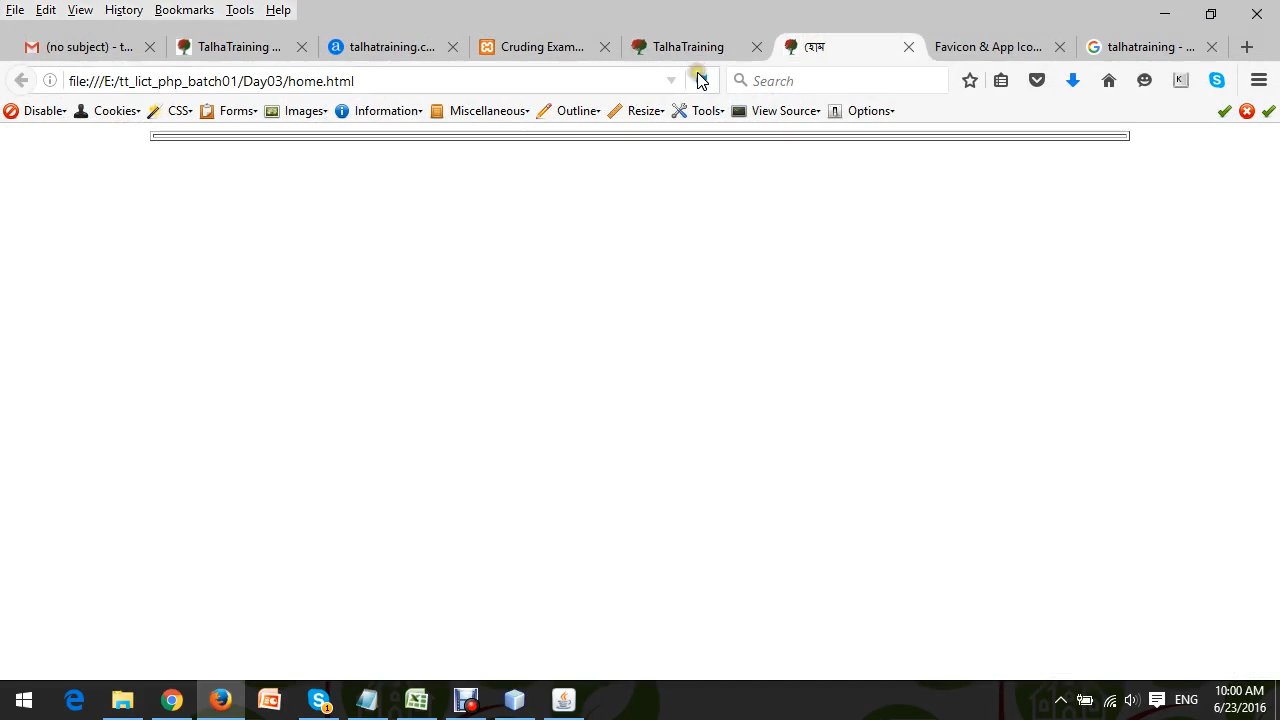 File Edit View History Bookmarks Tools Help
(no subject) - t... TalhaTraining ... talhatraining.c... Cruding Exam... TalhaTraining হোম Favicon & App Ico... talhatraining - ...
file:///E:/tt_lict_php_batch01/Day03/home.html Search
Disable Cookies CSS Forms Images Information Miscellaneous Outline Resize Tools View Source Options
1 ENG 10:00 AM
6/23/2016